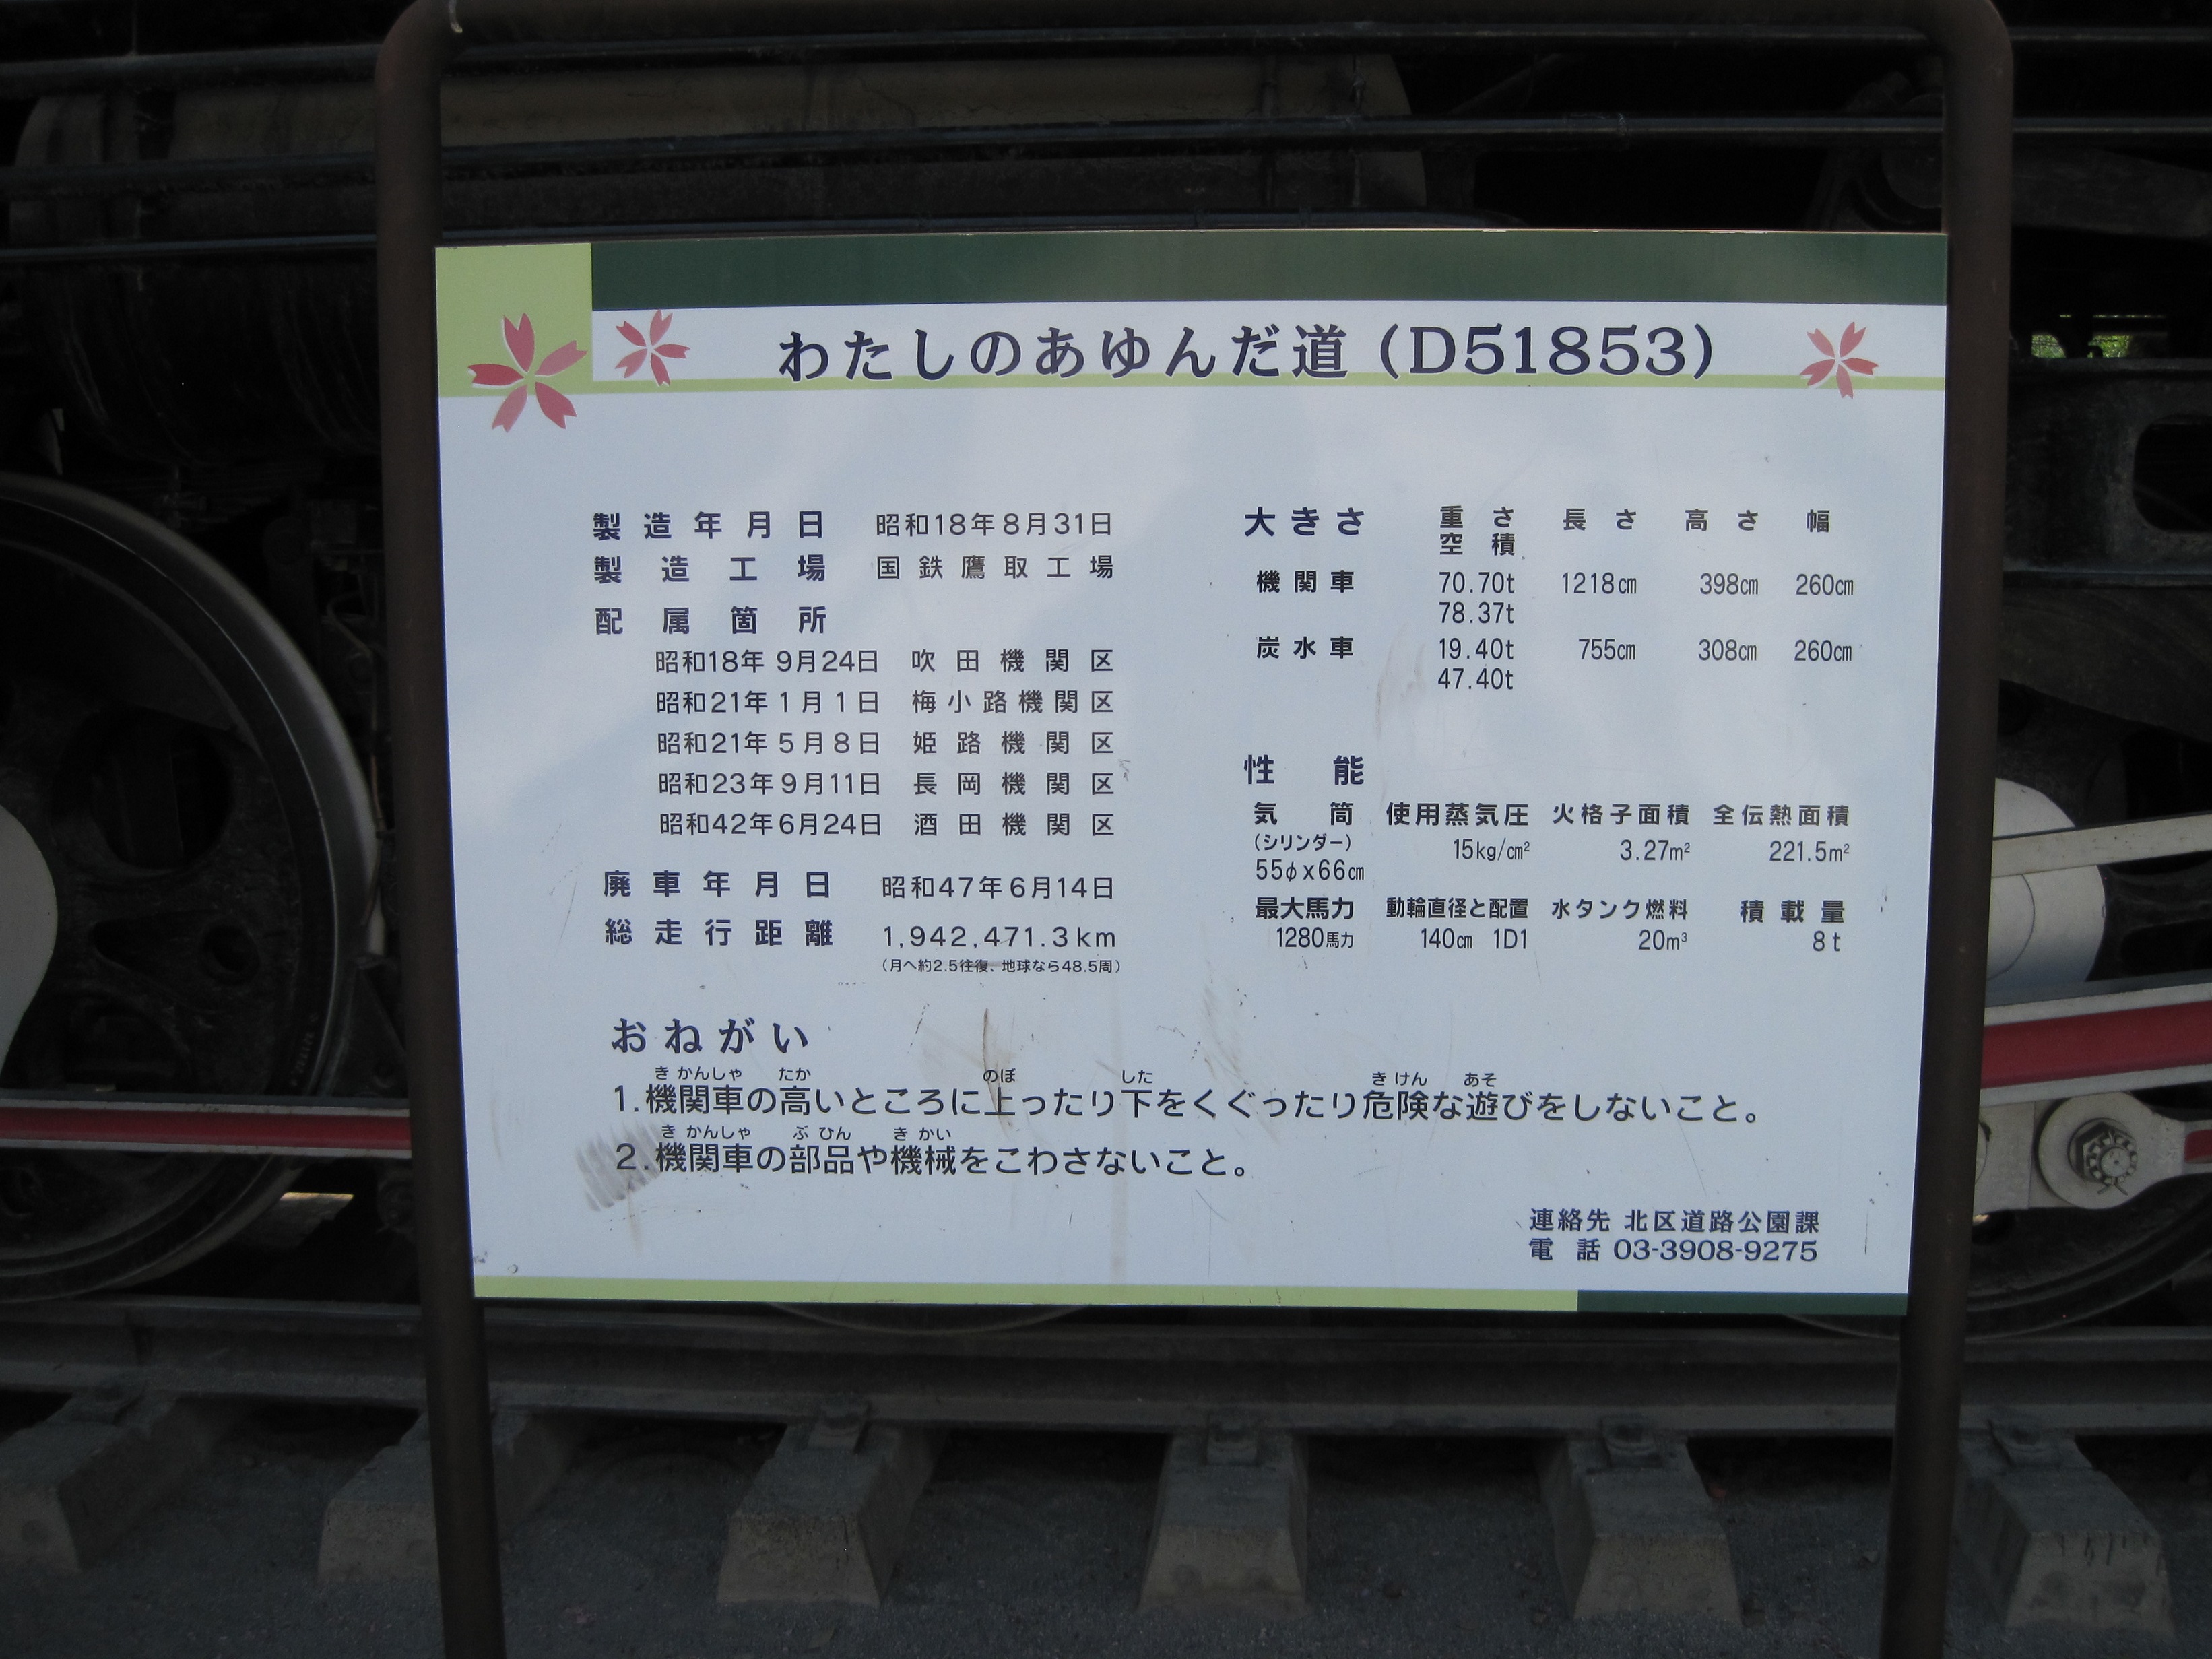 わたしのあゆんだ道（D51853）
製造年月日 昭和18年8月31日
製造工場 国鉄鷹取工場
配属箇所
昭和18年9月24日 吹田機関区
昭和21年1月1日 梅小路機関区
昭和21年5月8日 姫路機関区
昭和23年9月11日 長岡機関区
昭和42年6月24日 酒田機関区
廃車年月日 昭和47年6月14日
総走行距離 1,942,471.3km
（月へ約2.5往復、地球なら48.5周）
大きさ 重さ 長さ 高さ 幅
空積
機関車 70.70t 1218cm 398cm 260cm
78.37t
炭水車 19.40t 755cm 308cm 260cm
47.40t
性能
気筒 使用蒸気圧 火格子面積 全伝熱面積
（シリンダー） 15kg/cm² 3.27m² 221.5m²
55φx66cm
最大馬力 動輪直径と配置 水タンク燃料 積載量
1280馬力 140cm 1D1 20m³ 8t
おねがい
きかんしゃ たか のぼ した きけん あそ
1.機関車の高いところに上ったり下をくぐったり危険な遊びをしないこと。
きかんしゃ ぶひん きかい
2.機関車の部品や機械をこわさないこと。
連絡先 北区道路公園課
電話 03-3908-9275